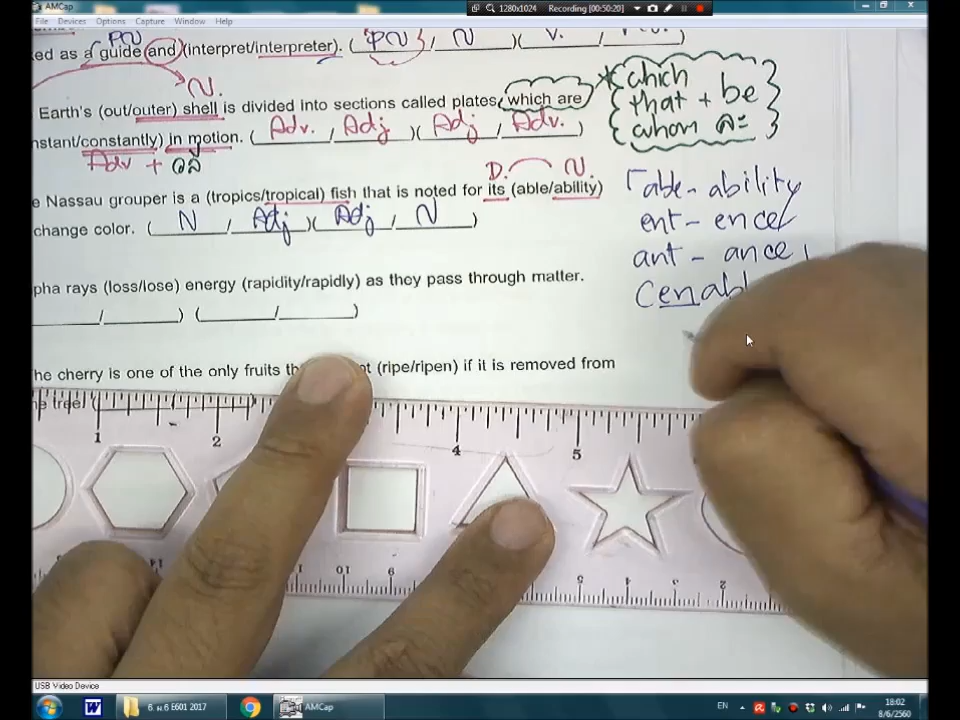 AMCap
1280x1024
Recording [00:50:20]
File Devices Options Capture Window Help
PN
ked as a guide and (interpret/interpreter). ( PN / N )( V. /
N.
Earth's (out/outer) shell is divided into sections called plates, which are
which
that + be
whom ละ
nstant/constantly) in motion. ( Adv. / Adj )( Adj / Adv. )
Adv +
D. N.
e Nassau grouper is a (tropics/tropical) fish that is noted for its (able/ability)
able - ability
change color. ( N / Adj )( Adj / N )
ent - ence
ant - ance
enab
pha rays (loss/lose) energy (rapidity/rapidly) as they pass through matter.
/ ) ( / )
he cherry is one of the only fruits (ripe/ripen) if it is removed from
1 2 4 5
USB Video Device
6 ม 6 E601 2017
AMCap
EN
18:02
8/6/2560